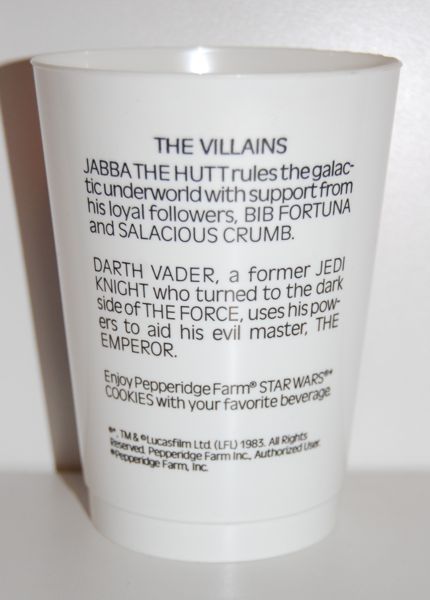 THE VILLAINS
JABBA THE HUTT rules the galac-
tic underworld with support from
his loyal followers, BIB FORTUNA
and SALACIOUS CRUMB.
DARTH VADER, a former JEDI
KNIGHT who turned to the dark
side of THE FORCE, uses his pow-
ers to aid his evil master, THE
EMPEROR.
Enjoy Pepperidge Farm® STAR WARS®*
COOKIES with your favorite beverage.
®*, TM & © Lucasfilm Ltd. (LFL) 1983. All Rights
Reserved. Pepperidge Farm Inc., Authorized User.
®Pepperidge Farm, Inc.